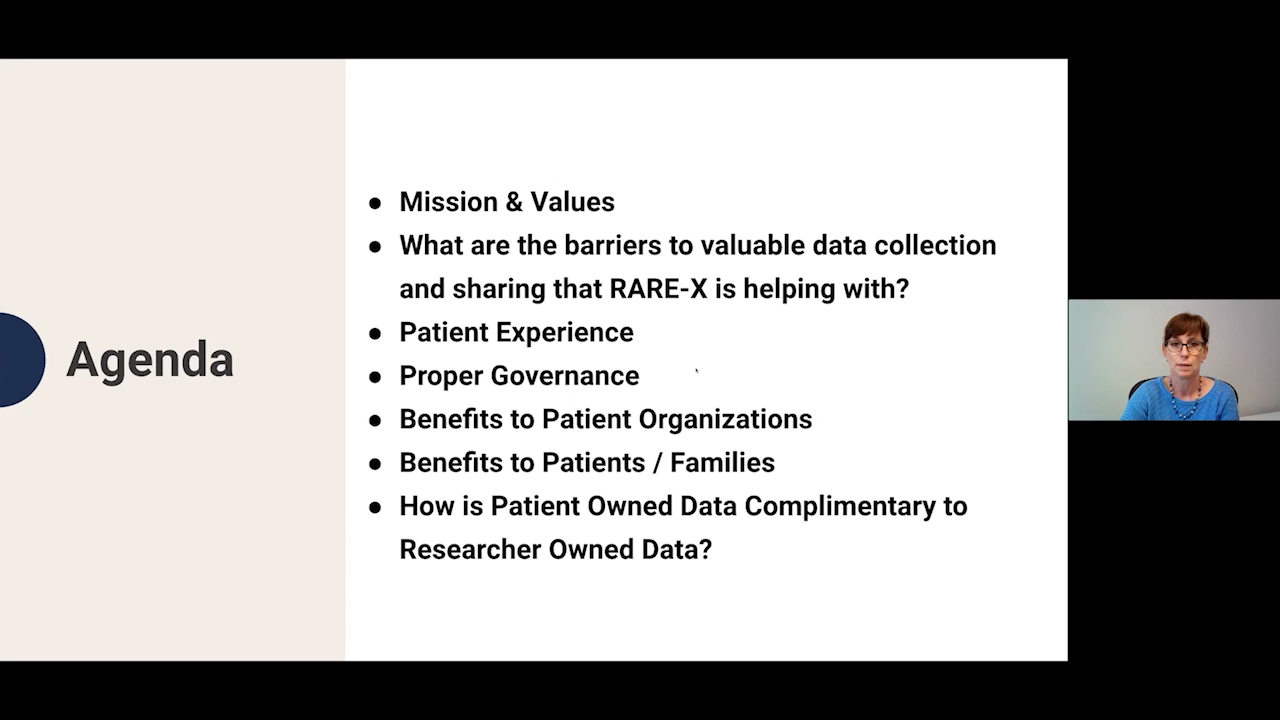 Agenda
● Mission & Values
● What are the barriers to valuable data collection
and sharing that RARE-X is helping with?
● Patient Experience
● Proper Governance
● Benefits to Patient Organizations
● Benefits to Patients / Families
● How is Patient Owned Data Complimentary to
Researcher Owned Data?